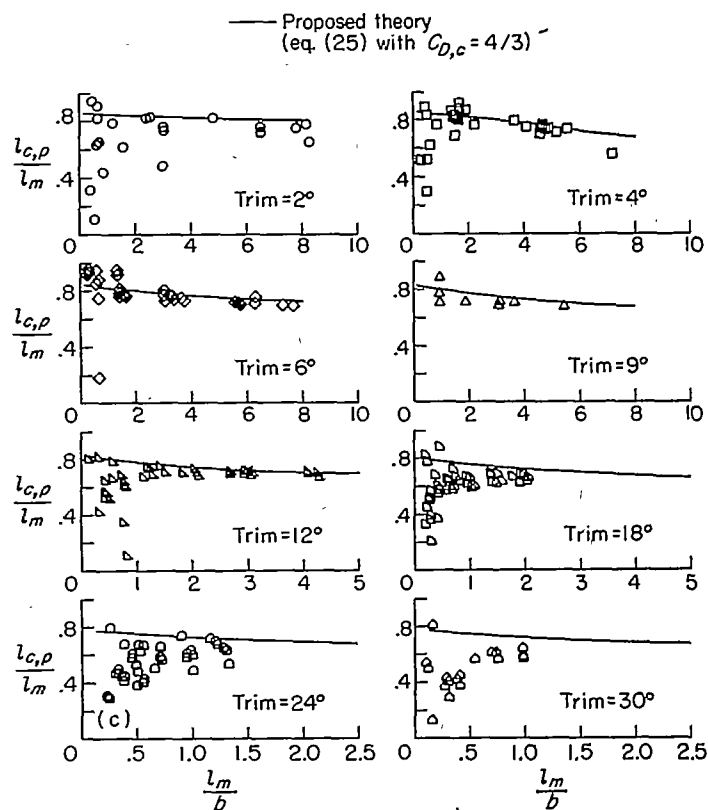 Proposed theory
(eq. (25) with C_D,c = 4/3)
l_c,p / l_m
.8
.4
Trim=2°
0 2 4 6 8 10
.8
.4
Trim=4°
0 2 4 6 8 10
l_c,p / l_m
.8
.4
Trim=6°
0 2 4 6 8 10
.8
.4
Trim=9°
0 2 4 6 8 10
l_c,p / l_m
.8
.4
Trim=12°
0 1 2 3 4 5
.8
.4
Trim=18°
0 1 2 3 4 5
l_c,p / l_m
.8
.4
(c)
Trim=24°
0 .5 1.0 1.5 2.0 2.5
l_m / b
.8
.4
Trim=30°
0 .5 1.0 1.5 2.0 2.5
l_m / b